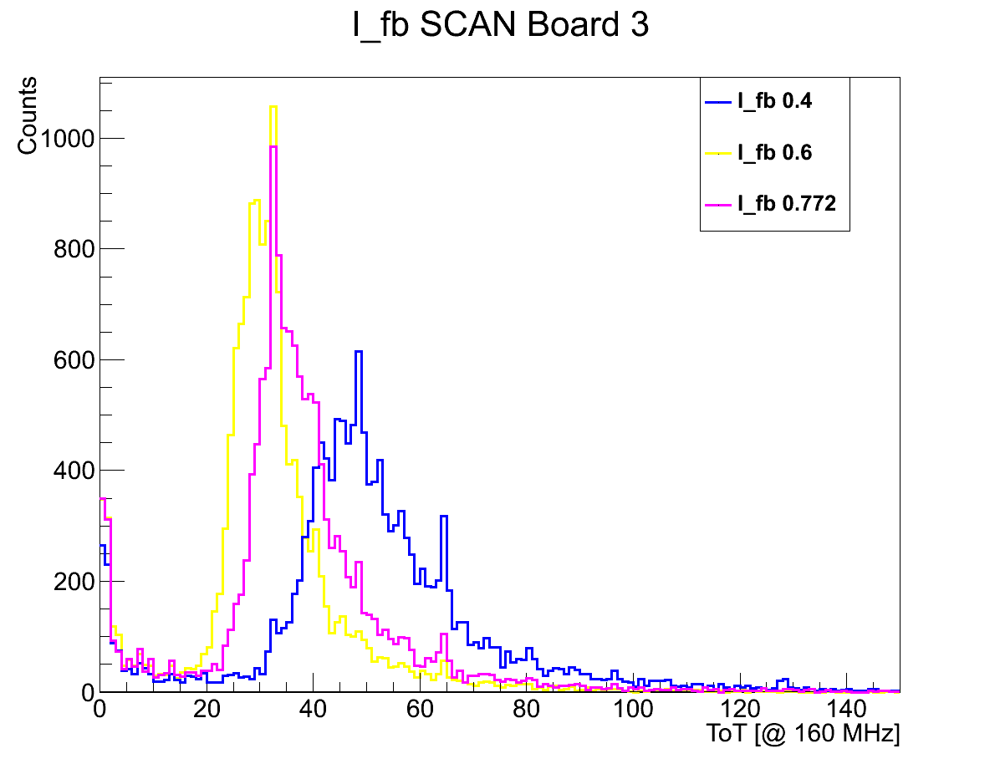 I_fb SCAN Board 3
Counts
I_fb 0.4
I_fb 0.6
I_fb 0.772
1000
800
600
400
200
0
0 20 40 60 80 100 120 140
ToT [@ 160 MHz]